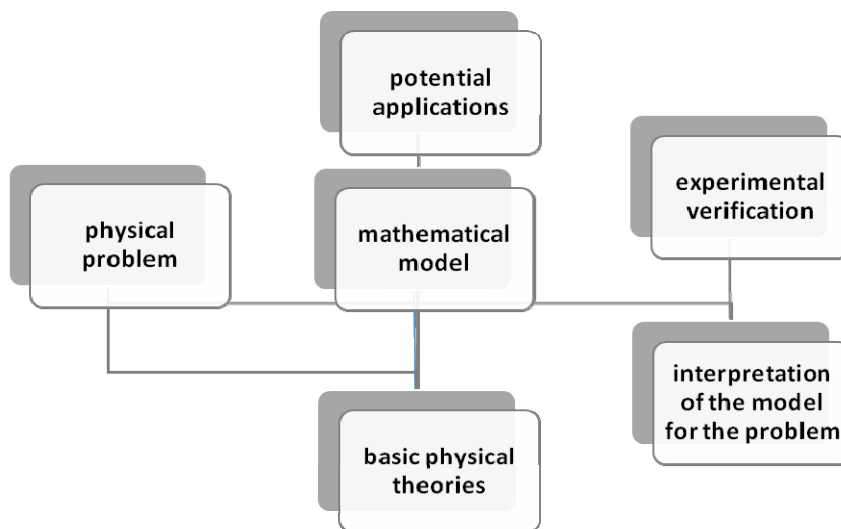 potential
applications
experimental
verification
physical
problem
mathematical
model
interpretation
of the model
for the problem
basic physical
theories